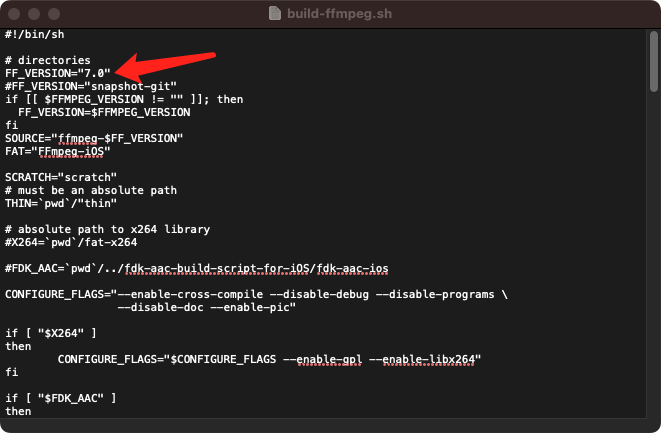 build-ffmpeg.sh
#!/bin/sh
# directories
FF_VERSION="7.0"
#FF_VERSION="snapshot-git"
if [[ $FFMPEG_VERSION != "" ]]; then
  FF_VERSION=$FFMPEG_VERSION
fi
SOURCE="ffmpeg-$FF_VERSION"
FAT="FFmpeg-iOS"
SCRATCH="scratch"
# must be an absolute path
THIN=`pwd`/"thin"
# absolute path to x264 library
#X264=`pwd`/fat-x264
#FDK_AAC=`pwd`/../fdk-aac-build-script-for-iOS/fdk-aac-ios
CONFIGURE_FLAGS="--enable-cross-compile --disable-debug --disable-programs \
                 --disable-doc --enable-pic"
if [ "$X264" ]
then
        CONFIGURE_FLAGS="$CONFIGURE_FLAGS --enable-gpl --enable-libx264"
fi
if [ "$FDK_AAC" ]
then